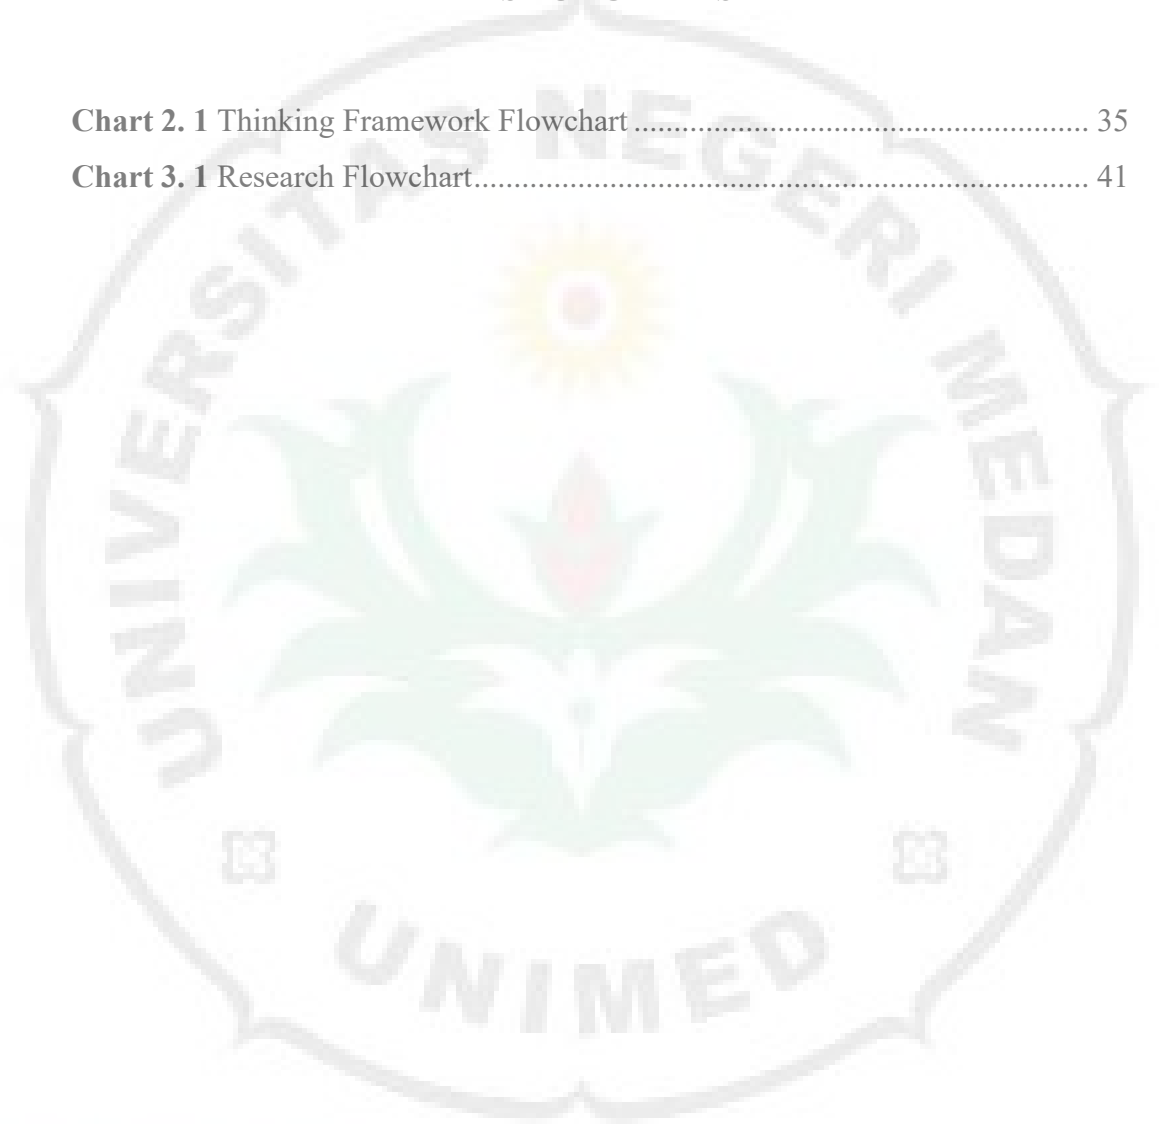 Chart 2. 1 Thinking Framework Flowchart ........................................................ 35
Chart 3. 1 Research Flowchart............................................................................ 41
UNIVERSITAS NEGERI MEDAN
UNIMED